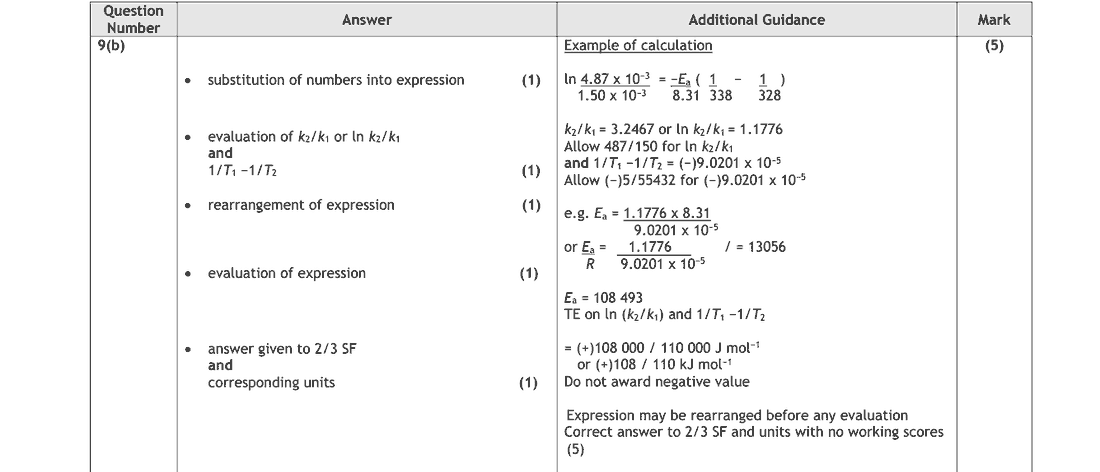 Question Number Answer Additional Guidance Mark
9(b) Example of calculation (5)
• substitution of numbers into expression (1) ln 4.87 x 10⁻³ = –Eₐ ( 1 – 1 )
1.50 x 10⁻³ 8.31 338 328
• evaluation of k₂/k₁ or ln k₂/k₁ k₂/k₁ = 3.2467 or ln k₂/k₁ = 1.1776
and Allow 487/150 for ln k₂/k₁
1/T₁ –1/T₂ (1) and 1/T₁ –1/T₂ = (–)9.0201 x 10⁻⁵
Allow (–)5/55432 for (–)9.0201 x 10⁻⁵
• rearrangement of expression (1) e.g. Eₐ = 1.1776 x 8.31
9.0201 x 10⁻⁵
or Eₐ = 1.1776 / = 13056
R 9.0201 x 10⁻⁵
• evaluation of expression (1)
Eₐ = 108 493
TE on ln (k₂/k₁) and 1/T₁ –1/T₂
• answer given to 2/3 SF = (+)108 000 / 110 000 J mol⁻¹
and or (+)108 / 110 kJ mol⁻¹
corresponding units (1) Do not award negative value
Expression may be rearranged before any evaluation
Correct answer to 2/3 SF and units with no working scores
(5)